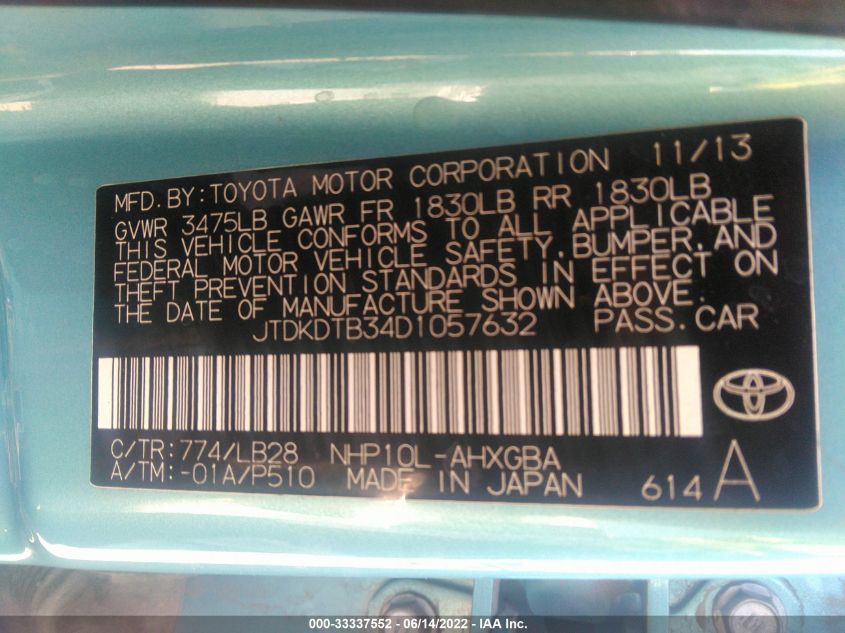 MFD.BY:TOYOTA MOTOR CORPORATION 11/13
GVWR 3475LB GAWR FR 1830LB RR 1830LB
THIS VEHICLE CONFORMS TO ALL APPLICABLE
FEDERAL MOTOR VEHICLE SAFETY,BUMPER,AND
THEFT PREVENTION STANDARDS IN EFFECT ON
THE DATE OF MANUFACTURE SHOWN ABOVE.
JTDKDTB34D1057632 PASS.CAR
C/TR:774/LB28 NHP10L-AHXGBA
A/TM:-01A/P510 MADE IN JAPAN 614 A
000-33337552 - 06/14/2022 - IAA Inc.